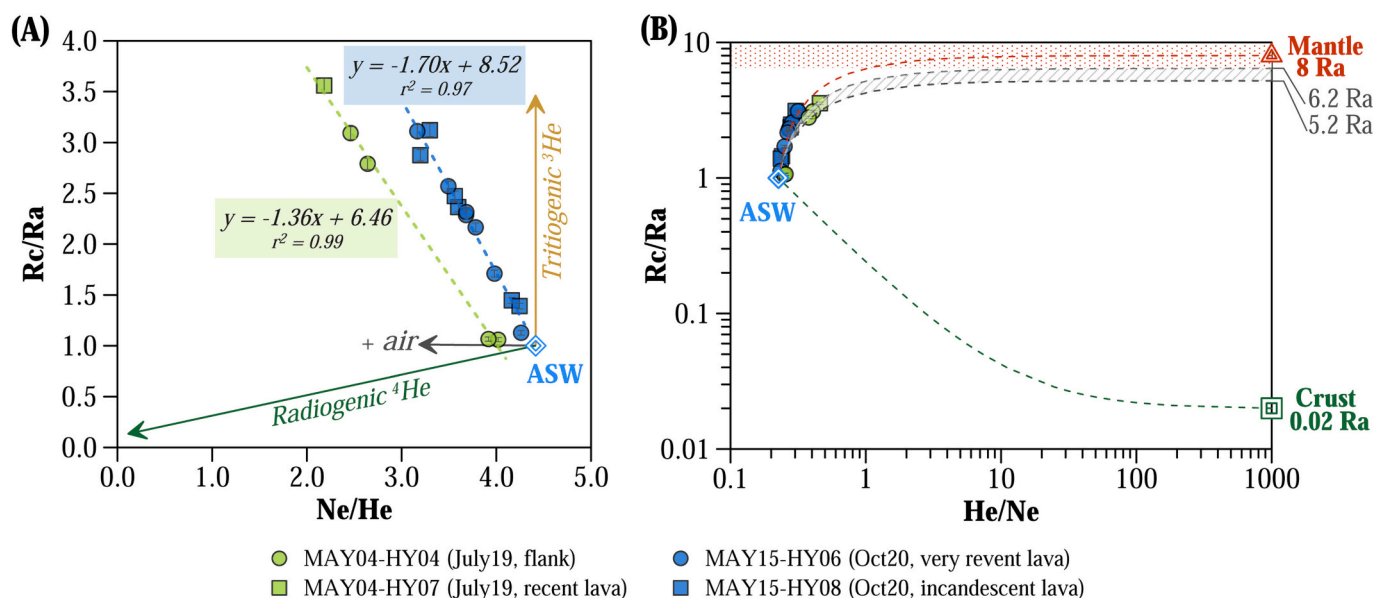 (A)
4.0
3.5
3.0
2.5
2.0
1.5
1.0
0.5
0.0
Rc/Ra
y = -1.70x + 8.52
r² = 0.97
y = -1.36x + 6.46
r² = 0.99
Tritiogenic ³He
+ air
ASW
Radiogenic ⁴He
0.0 1.0 2.0 3.0 4.0 5.0
Ne/He
(B)
10
1
0.1
0.01
Rc/Ra
Mantle
8 Ra
6.2 Ra
5.2 Ra
ASW
Crust
0.02 Ra
0.1 1 10 100 1000
He/Ne
MAY04-HY04 (July19, flank)
MAY04-HY07 (July19, recent lava)
MAY15-HY06 (Oct20, very revent lava)
MAY15-HY08 (Oct20, incandescent lava)